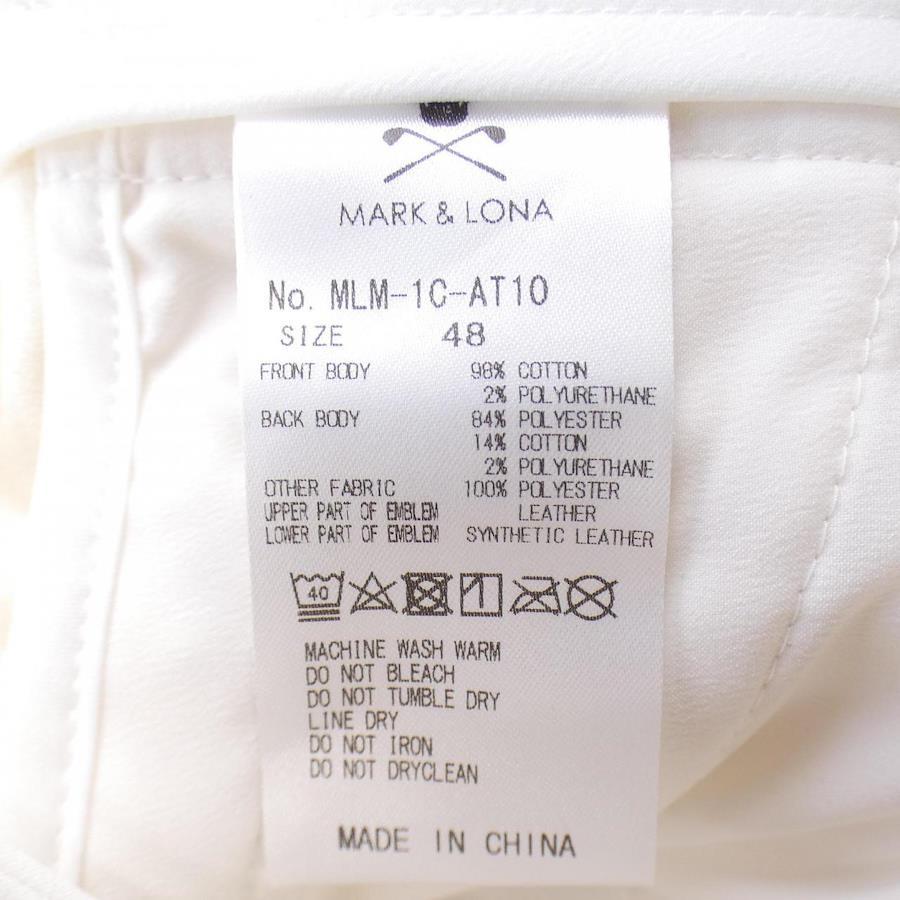 MARK & LONA
No. MLM-1C-AT10
SIZE 48
FRONT BODY 98% COTTON
2% POLYURETHANE
BACK BODY 84% POLYESTER
14% COTTON
2% POLYURETHANE
OTHER FABRIC 100% POLYESTER
UPPER PART OF EMBLEM LEATHER
LOWER PART OF EMBLEM SYNTHETIC LEATHER
40
MACHINE WASH WARM
DO NOT BLEACH
DO NOT TUMBLE DRY
LINE DRY
DO NOT IRON
DO NOT DRYCLEAN
MADE IN CHINA